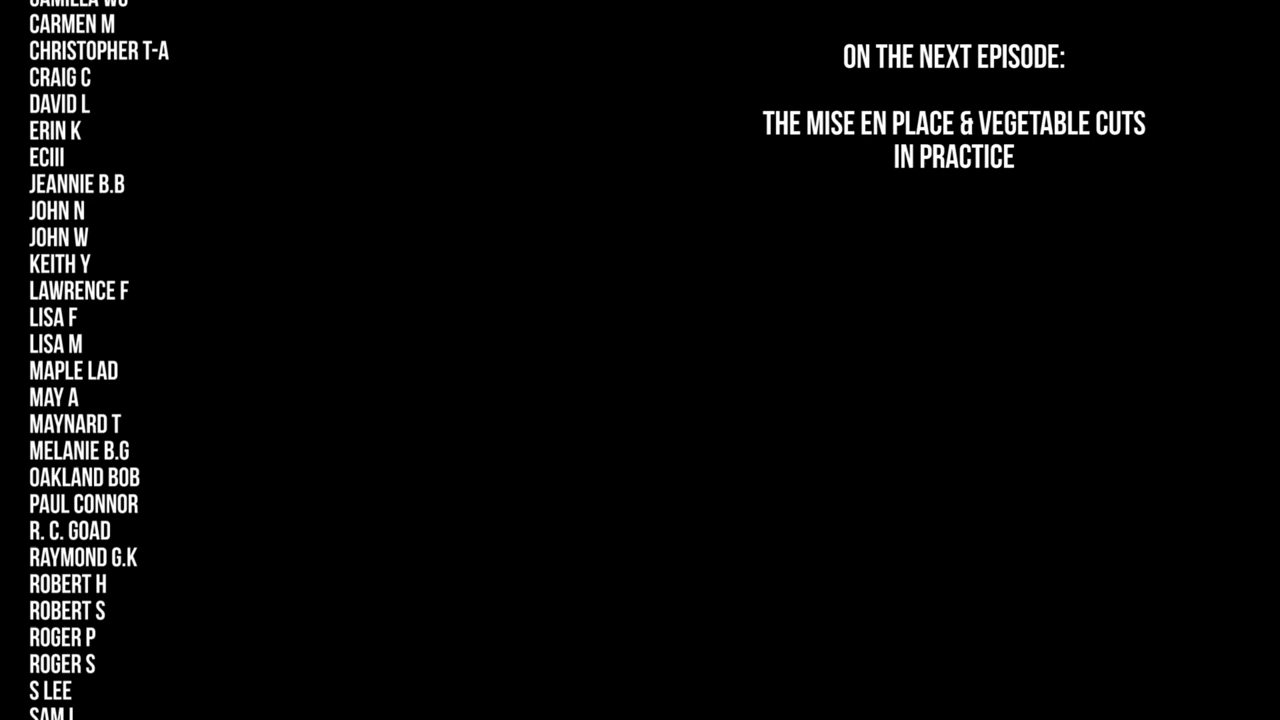 CARMEN M
CHRISTOPHER T-A
CRAIG C
DAVID L
ERIN K
ECIII
JEANNIE B.B
JOHN N
JOHN W
KEITH Y
LAWRENCE F
LISA F
LISA M
MAPLE LAD
MAY A
MAYNARD T
MELANIE B.G
OAKLAND BOB
PAUL CONNOR
R. C. GOAD
RAYMOND G.K
ROBERT H
ROBERT S
ROGER P
ROGER S
S LEE
ON THE NEXT EPISODE:
THE MISE EN PLACE & VEGETABLE CUTS
IN PRACTICE